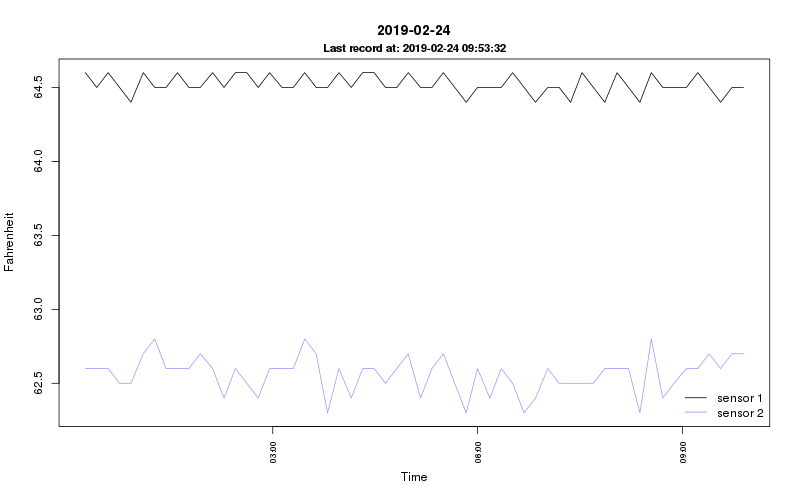 2019-02-24
Last record at: 2019-02-24 09:53:32
64.5
64.0
63.5
63.0
62.5
Fahrenheit
sensor 1
sensor 2
03:00
06:00
09:00
Time